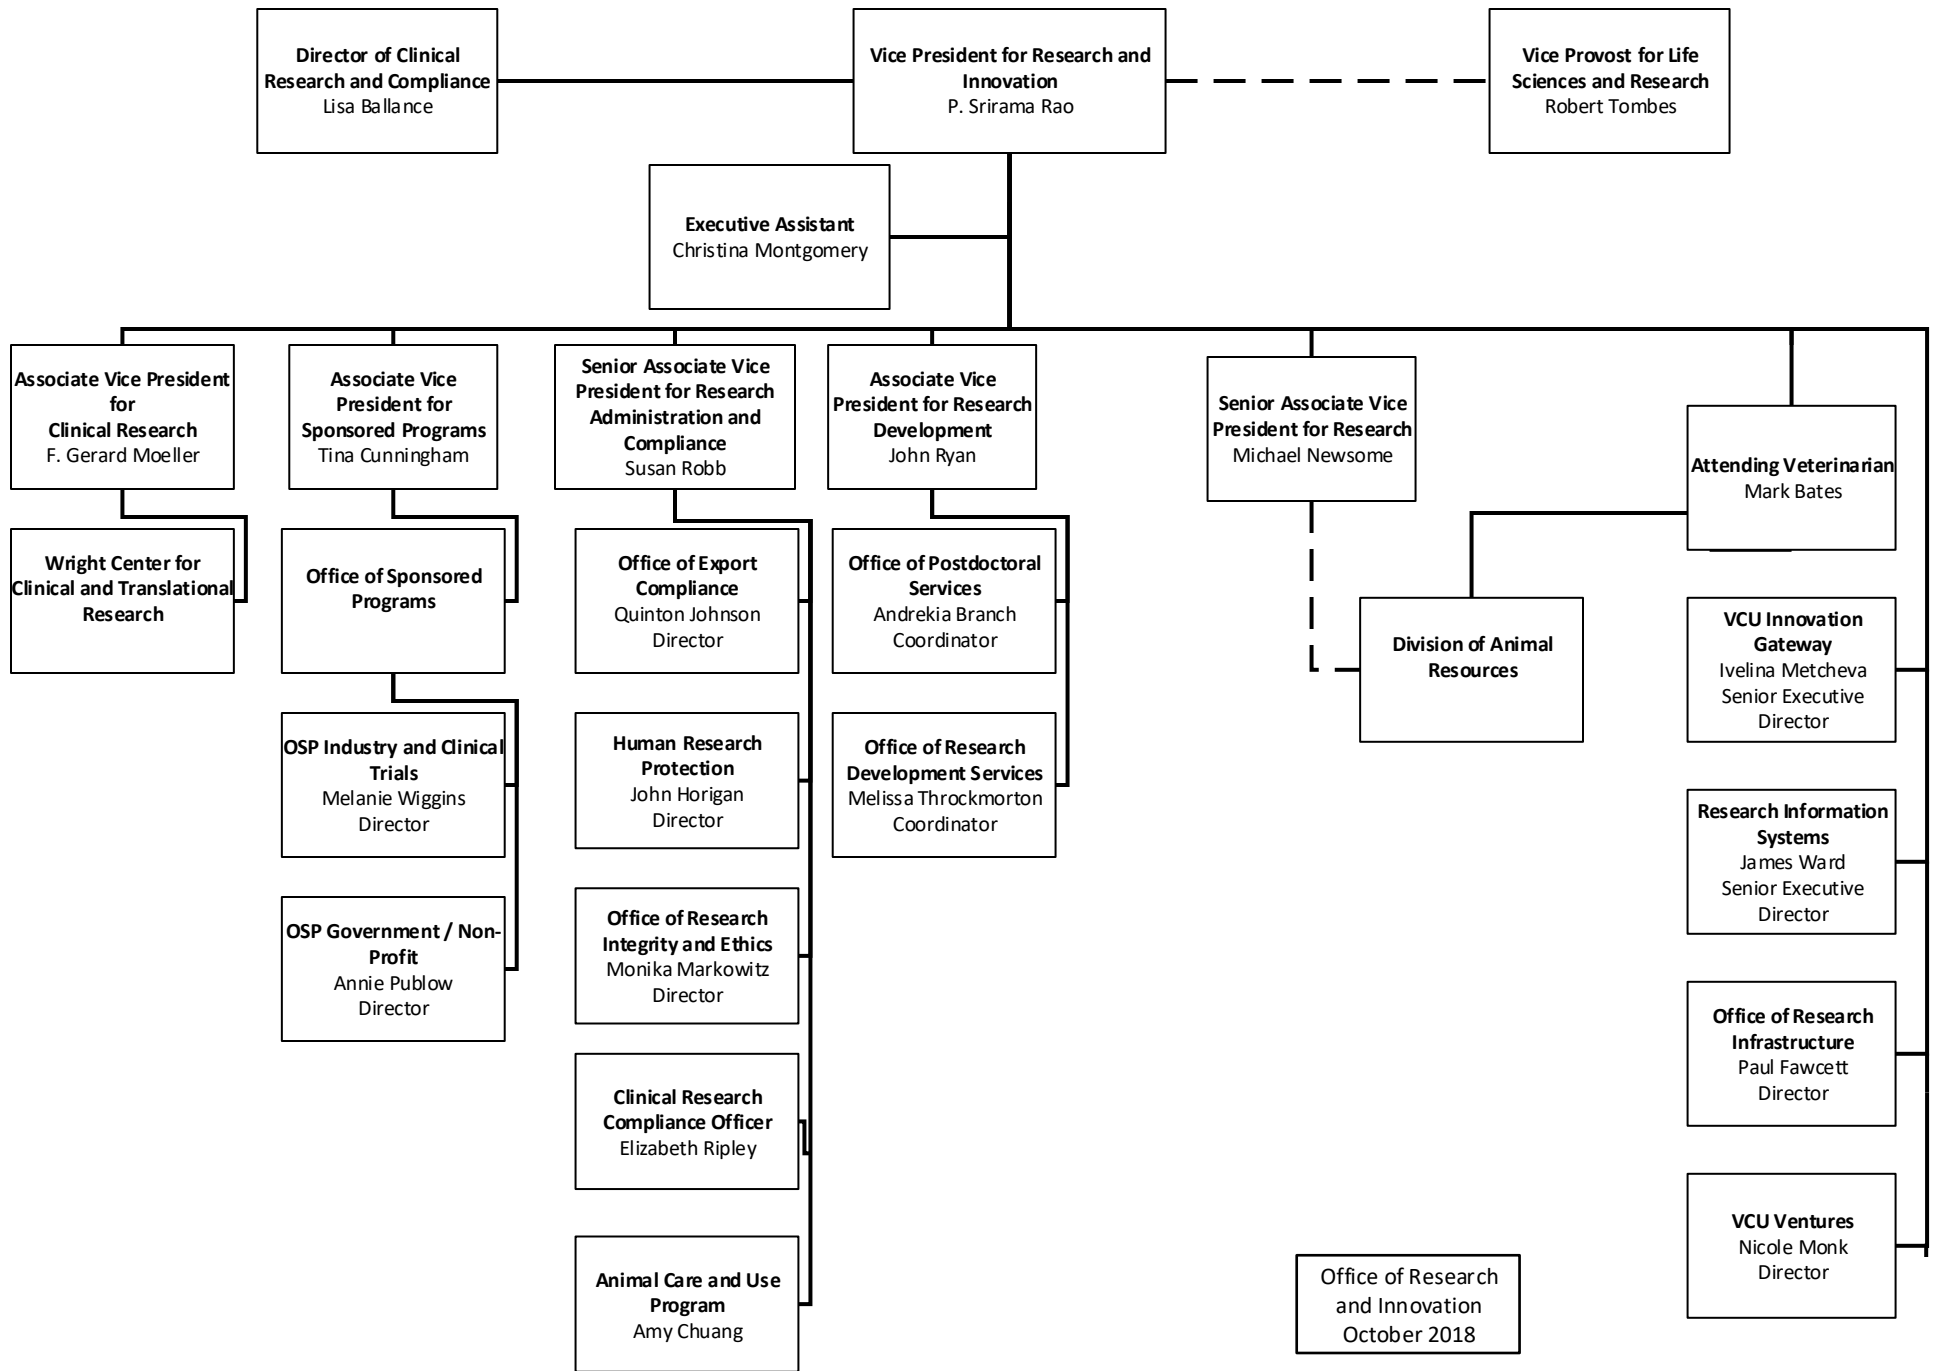 Director of Clinical
Research and Compliance
Lisa Ballance
Vice President for Research and
Innovation
P. Srirama Rao
Vice Provost for Life
Sciences and Research
Robert Tombes
Executive Assistant
Christina Montgomery
Associate Vice President
for
Clinical Research
F. Gerard Moeller
Associate Vice
President for
Sponsored Programs
Tina Cunningham
Senior Associate Vice
President for Research
Administration and
Compliance
Susan Robb
Associate Vice
President for Research
Development
John Ryan
Senior Associate Vice
President for Research
Michael Newsome
Attending Veterinarian
Mark Bates
Wright Center for
Clinical and Translational
Research
Office of Sponsored
Programs
Office of Export
Compliance
Quinton Johnson
Director
Office of Postdoctoral
Services
Andrekia Branch
Coordinator
Division of Animal
Resources
VCU Innovation
Gateway
Ivelina Metcheva
Senior Executive
Director
OSP Industry and Clinical
Trials
Melanie Wiggins
Director
Human Research
Protection
John Horigan
Director
Office of Research
Development Services
Melissa Throckmorton
Coordinator
Research Information
Systems
James Ward
Senior Executive
Director
OSP Government / Non-
Profit
Annie Publow
Director
Office of Research
Integrity and Ethics
Monika Markowitz
Director
Office of Research
Infrastructure
Paul Fawcett
Director
Clinical Research
Compliance Officer
Elizabeth Ripley
VCU Ventures
Nicole Monk
Director
Animal Care and Use
Program
Amy Chuang
Office of Research
and Innovation
October 2018